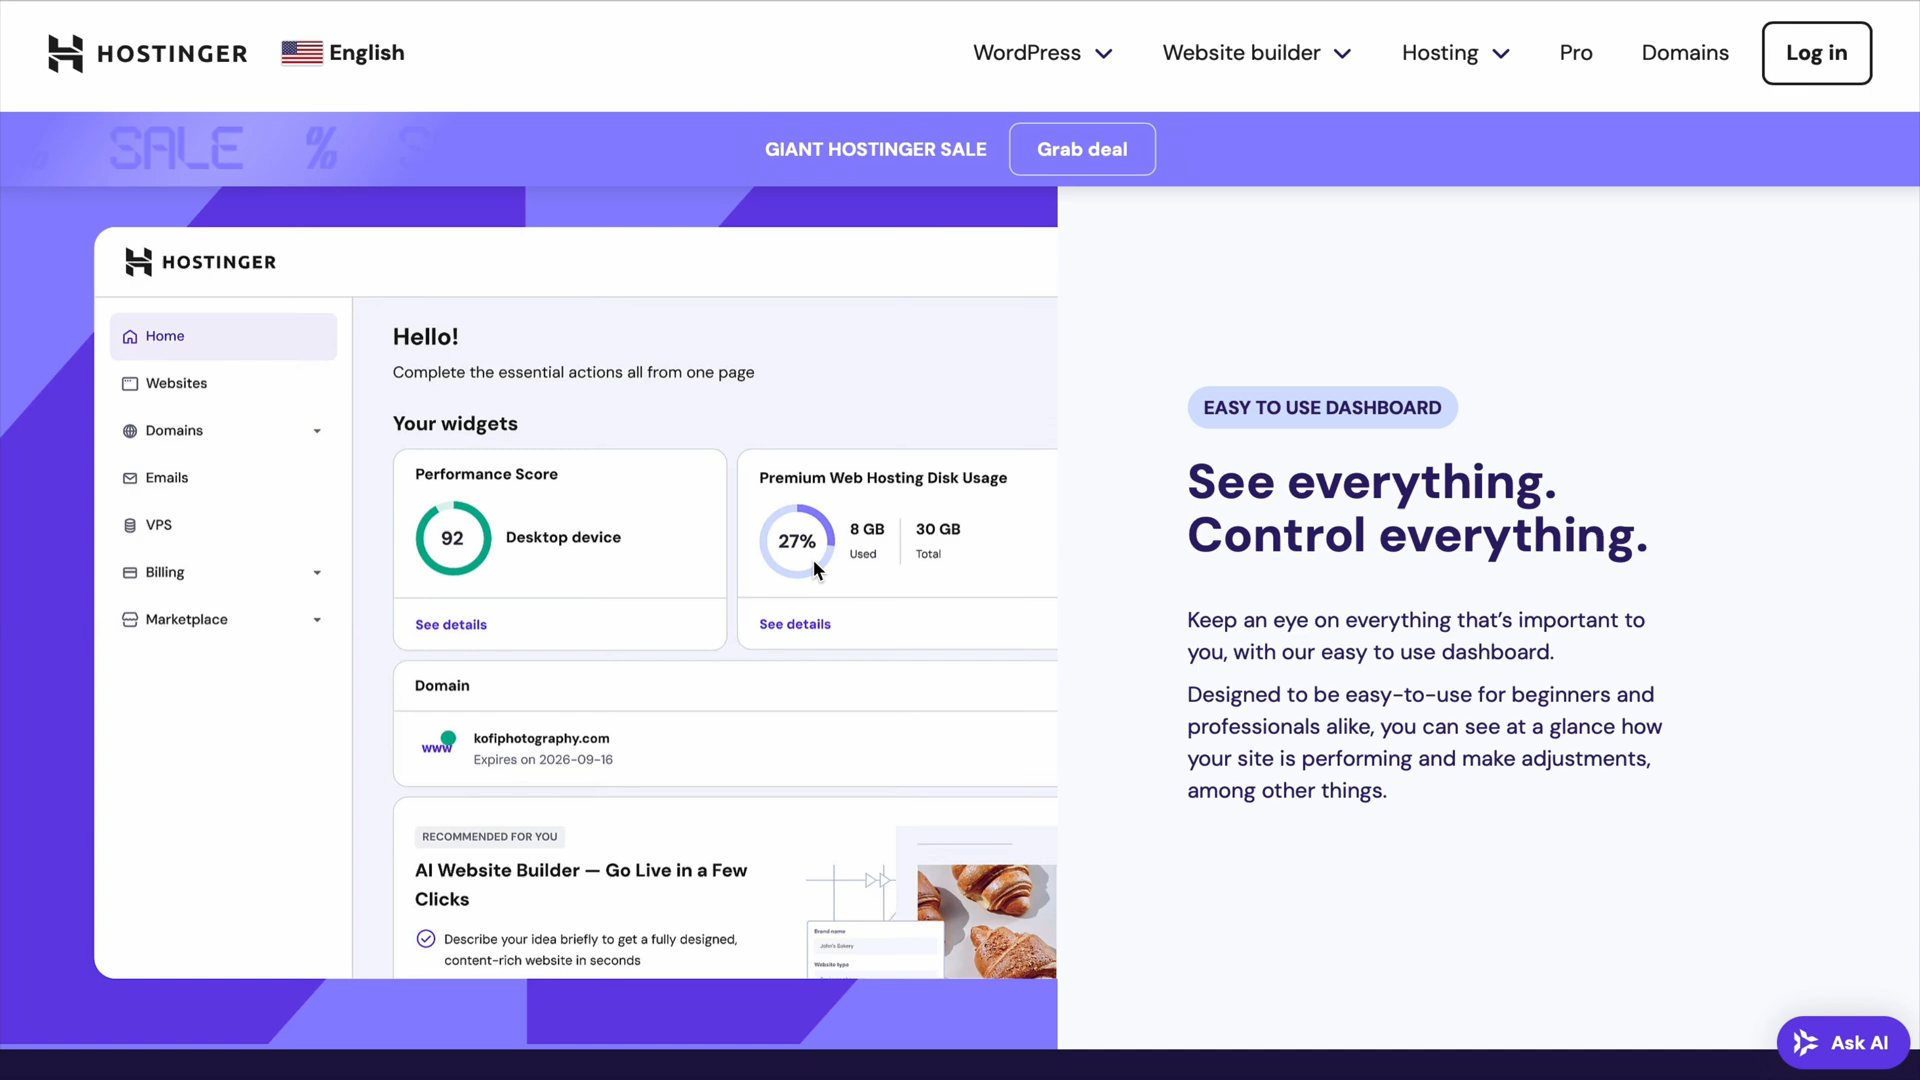 HOSTINGER
English
WordPress
Website builder
Hosting
Pro
Domains
Log in
SALE %
GIANT HOSTINGER SALE
Grab deal
HOSTINGER
Home
Websites
Domains
Emails
VPS
Billing
Marketplace
Hello!
Complete the essential actions all from one page
Your widgets
Performance Score
92
Desktop device
See details
Premium Web Hosting Disk Usage
27%
8 GB
Used
30 GB
Total
See details
Domain
www
kofiphotography.com
Expires on 2026-09-16
RECOMMENDED FOR YOU
AI Website Builder — Go Live in a Few
Clicks
Describe your idea briefly to get a fully designed,
content-rich website in seconds
Brand name
John's Bakery
Website type
EASY TO USE DASHBOARD
See everything.
Control everything.
Keep an eye on everything that’s important to
you, with our easy to use dashboard.
Designed to be easy-to-use for beginners and
professionals alike, you can see at a glance how
your site is performing and make adjustments,
among other things.
Ask AI